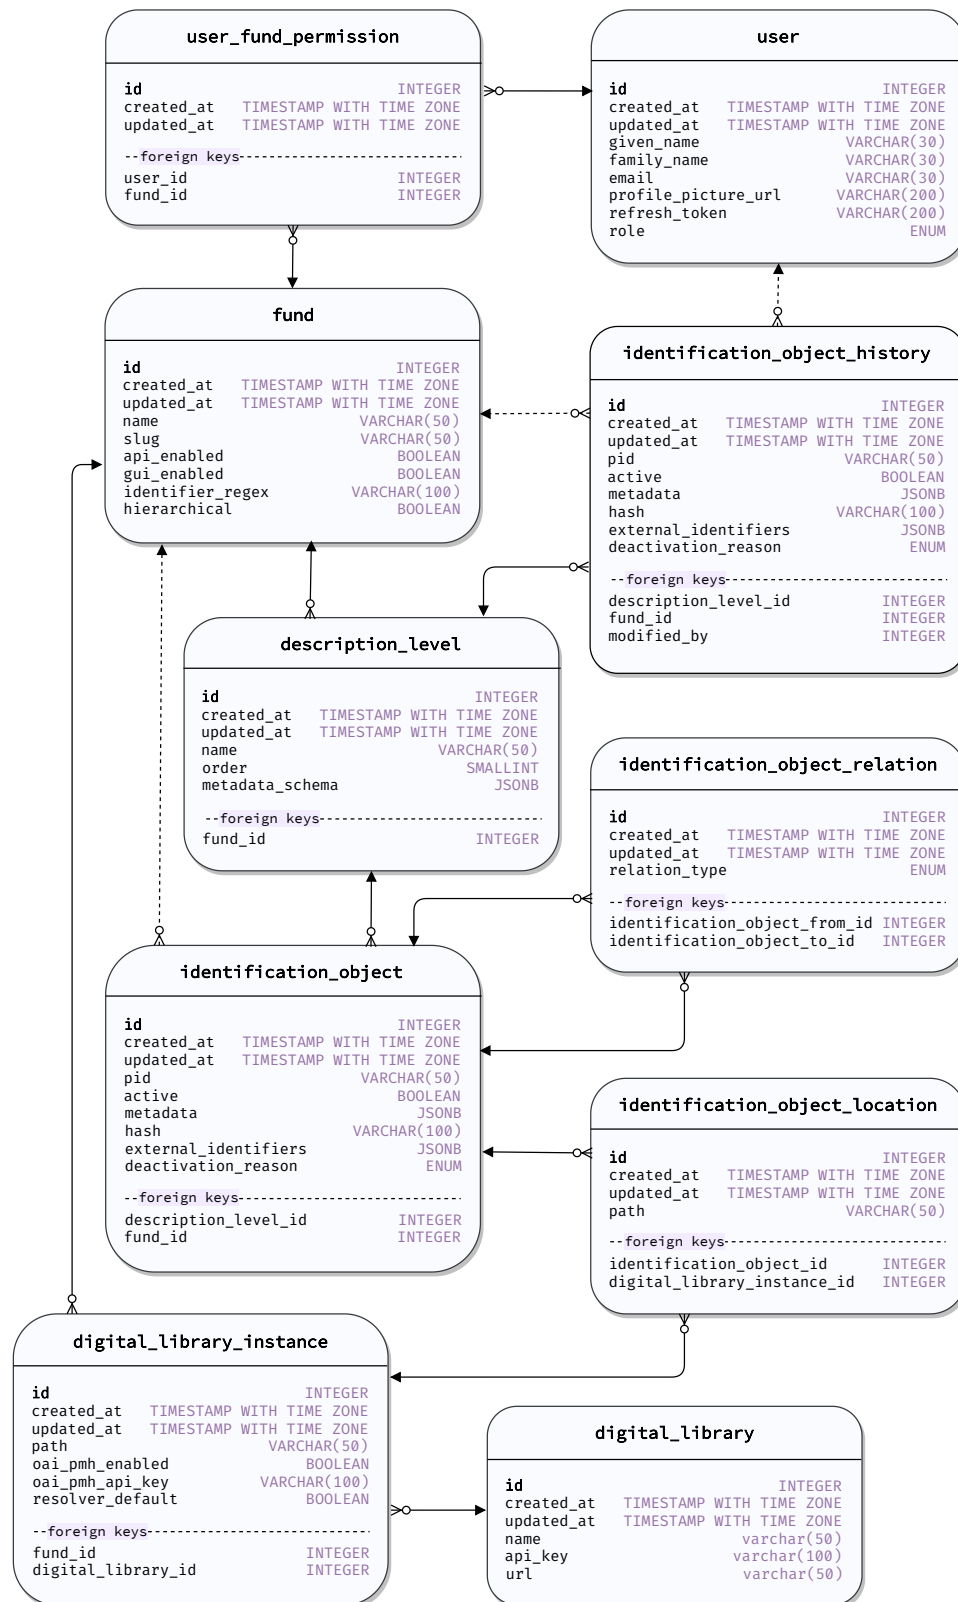 user_fund_permission
id INTEGER
created_at TIMESTAMP WITH TIME ZONE
updated_at TIMESTAMP WITH TIME ZONE
--foreign keys--
user_id INTEGER
fund_id INTEGER
user
id INTEGER
created_at TIMESTAMP WITH TIME ZONE
updated_at TIMESTAMP WITH TIME ZONE
given_name VARCHAR(30)
family_name VARCHAR(30)
email VARCHAR(30)
profile_picture_url VARCHAR(200)
refresh_token VARCHAR(200)
role ENUM
fund
id INTEGER
created_at TIMESTAMP WITH TIME ZONE
updated_at TIMESTAMP WITH TIME ZONE
name VARCHAR(50)
slug VARCHAR(50)
api_enabled BOOLEAN
gui_enabled BOOLEAN
identifier_regex VARCHAR(100)
hierarchical BOOLEAN
identification_object_history
id INTEGER
created_at TIMESTAMP WITH TIME ZONE
updated_at TIMESTAMP WITH TIME ZONE
pid VARCHAR(50)
active BOOLEAN
metadata JSONB
hash VARCHAR(100)
external_identifiers JSONB
deactivation_reason ENUM
--foreign keys--
description_level_id INTEGER
fund_id INTEGER
modified_by INTEGER
description_level
id INTEGER
created_at TIMESTAMP WITH TIME ZONE
updated_at TIMESTAMP WITH TIME ZONE
name VARCHAR(50)
order SMALLINT
metadata_schema JSONB
--foreign keys--
fund_id INTEGER
identification_object_relation
id INTEGER
created_at TIMESTAMP WITH TIME ZONE
updated_at TIMESTAMP WITH TIME ZONE
relation_type ENUM
--foreign keys--
identification_object_from_id INTEGER
identification_object_to_id INTEGER
identification_object
id INTEGER
created_at TIMESTAMP WITH TIME ZONE
updated_at TIMESTAMP WITH TIME ZONE
pid VARCHAR(50)
active BOOLEAN
metadata JSONB
hash VARCHAR(100)
external_identifiers JSONB
deactivation_reason ENUM
--foreign keys--
description_level_id INTEGER
fund_id INTEGER
identification_object_location
id INTEGER
created_at TIMESTAMP WITH TIME ZONE
updated_at TIMESTAMP WITH TIME ZONE
path VARCHAR(50)
--foreign keys--
identification_object_id INTEGER
digital_library_instance_id INTEGER
digital_library_instance
id INTEGER
created_at TIMESTAMP WITH TIME ZONE
updated_at TIMESTAMP WITH TIME ZONE
path VARCHAR(50)
oai_pmh_enabled BOOLEAN
oai_pmh_api_key VARCHAR(100)
resolver_default BOOLEAN
--foreign keys--
fund_id INTEGER
digital_library_id INTEGER
digital_library
id INTEGER
created_at TIMESTAMP WITH TIME ZONE
updated_at TIMESTAMP WITH TIME ZONE
name varchar(50)
api_key varchar(100)
url varchar(50)